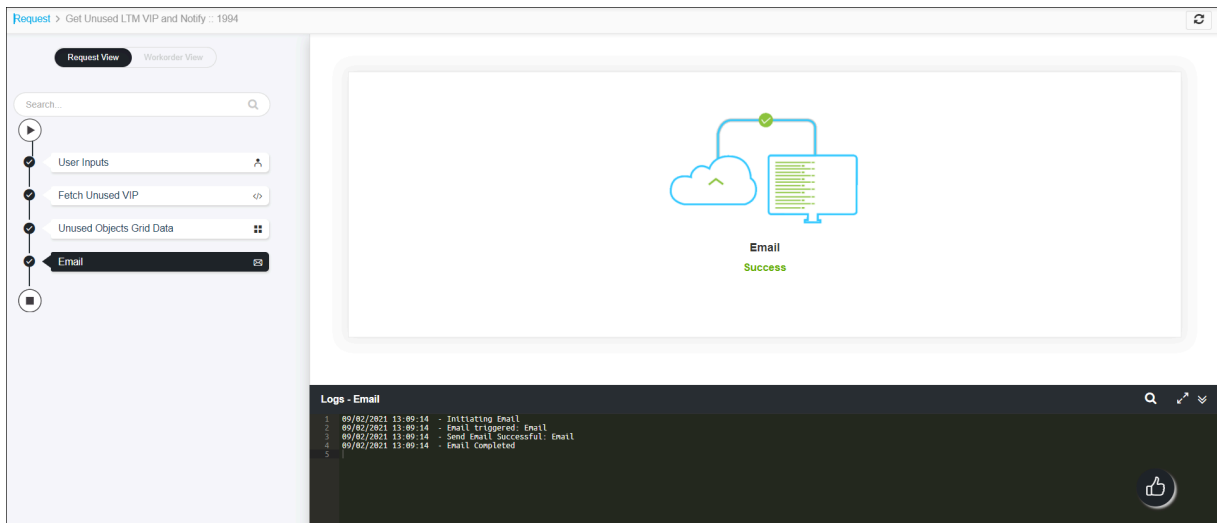 Request > Get Unused LTM VIP and Notify :: 1994
Request View
Workorder View
Search...
User Inputs
Fetch Unused VIP
</>
Unused Objects Grid Data
Email
Email
Success
Logs - Email
1 09/02/2021 13:09:14 - Initiating Email
2 09/02/2021 13:09:14 - Email triggered: Email
3 09/02/2021 13:09:14 - Send Email Successful: Email
4 09/02/2021 13:09:14 - Email Completed
5